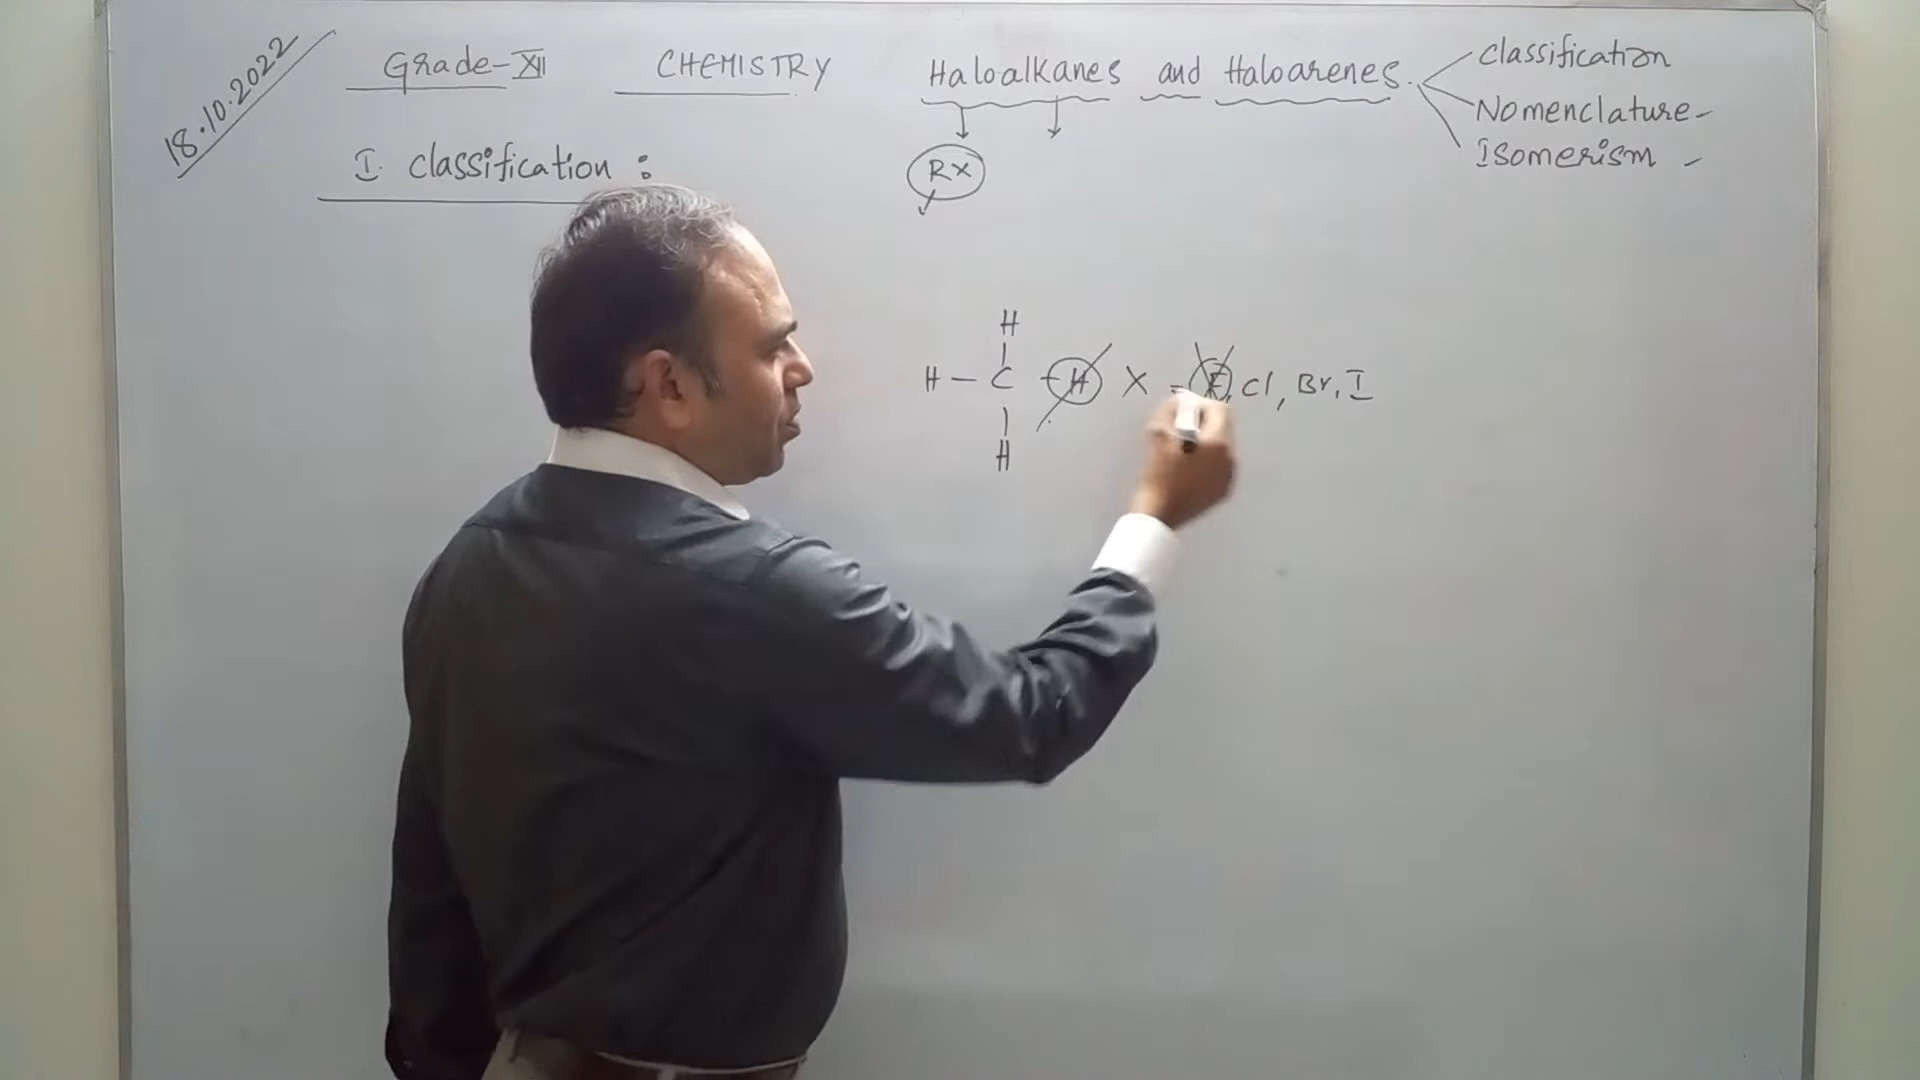 18.10.2022
Grade-XII CHEMISTRY Haloalkanes and Haloarenes.
Classification
Nomenclature
Isomerism
I. Classification :
RX
H
H - C - H X = F, Cl, Br, I
H